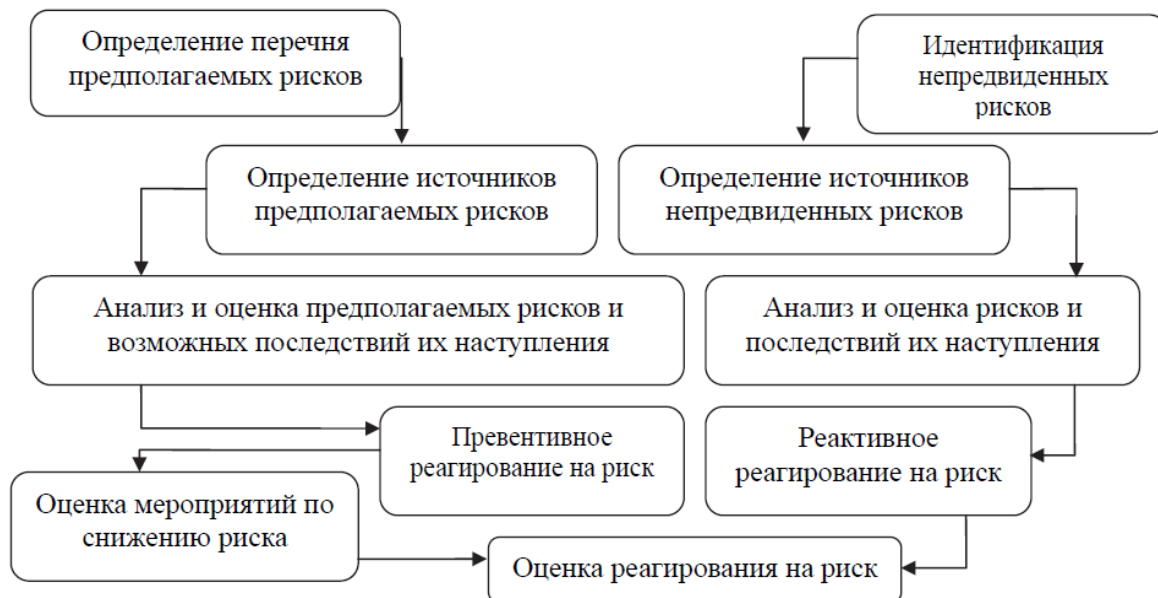 Определение перечня
предполагаемых рисков
Идентификация
непредвиденных
рисков
Определение источников
предполагаемых рисков
Определение источников
непредвиденных рисков
Анализ и оценка предполагаемых рисков и
возможных последствий их наступления
Анализ и оценка рисков и
последствий их наступления
Превентивное
реагирование на риск
Реактивное
реагирование на риск
Оценка мероприятий по
снижению риска
Оценка реагирования на риск